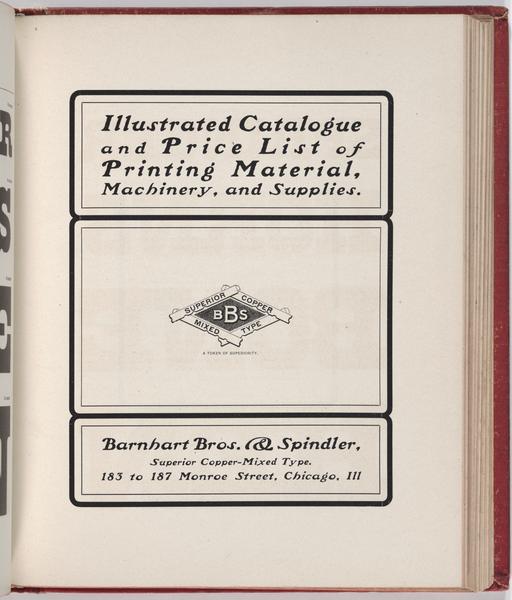 Illustrated Catalogue
and Price List of
Printing Material,
Machinery, and Supplies.
SUPERIOR COPPER
BBS
MIXED TYPE
A TOKEN OF SUPERIORITY.
Barnhart Bros. & Spindler,
Superior Copper-Mixed Type.
183 to 187 Monroe Street, Chicago, Ill